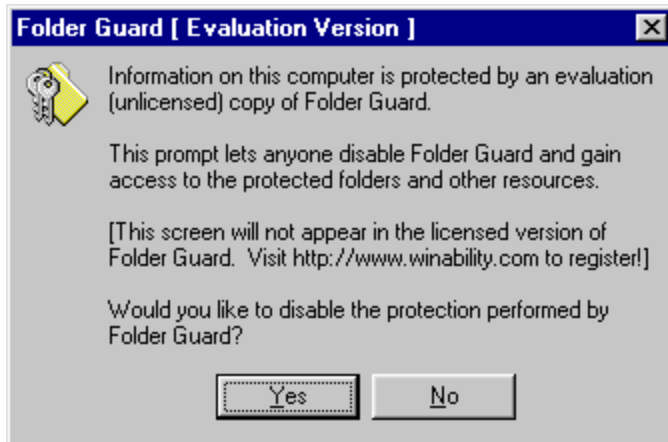 Folder Guard [ Evaluation Version ]
Information on this computer is protected by an evaluation
(unlicensed) copy of Folder Guard.
This prompt lets anyone disable Folder Guard and gain
access to the protected folders and other resources.
[This screen will not appear in the licensed version of
Folder Guard.  Visit http://www.winability.com to register!]
Would you like to disable the protection performed by
Folder Guard?
Yes
No